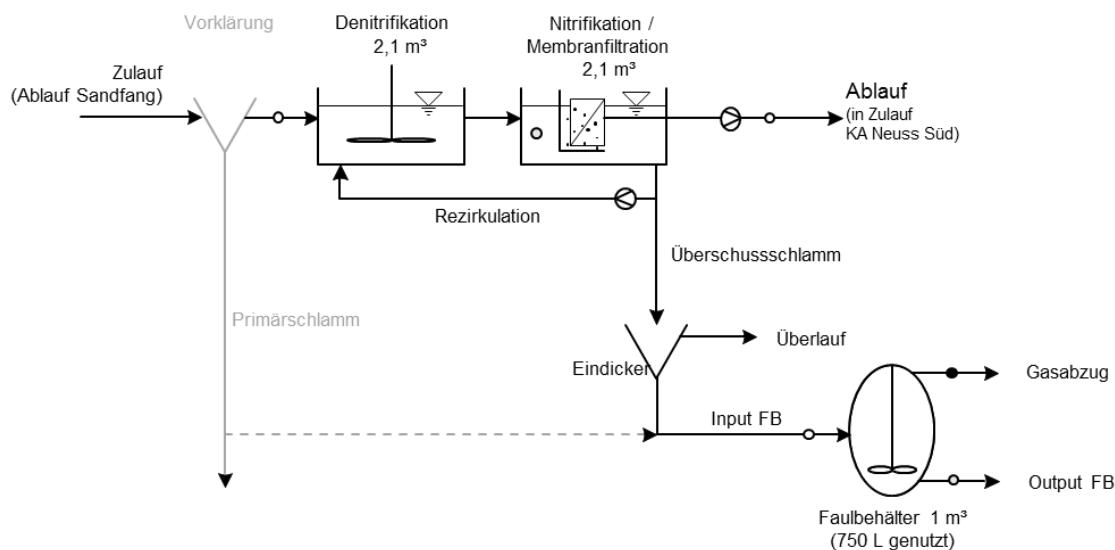 Vorklärung
Denitrifikation
2,1 m³
Nitrifikation /
Membranfiltration
2,1 m³
Zulauf
(Ablauf Sandfang)
Ablauf
(in Zulauf
KA Neuss Süd)
Rezirkulation
Überschussschlamm
Primärschlamm
Überlauf
Eindicker
Gasabzug
Input FB
Output FB
Faulbehälter 1 m³
(750 L genutzt)